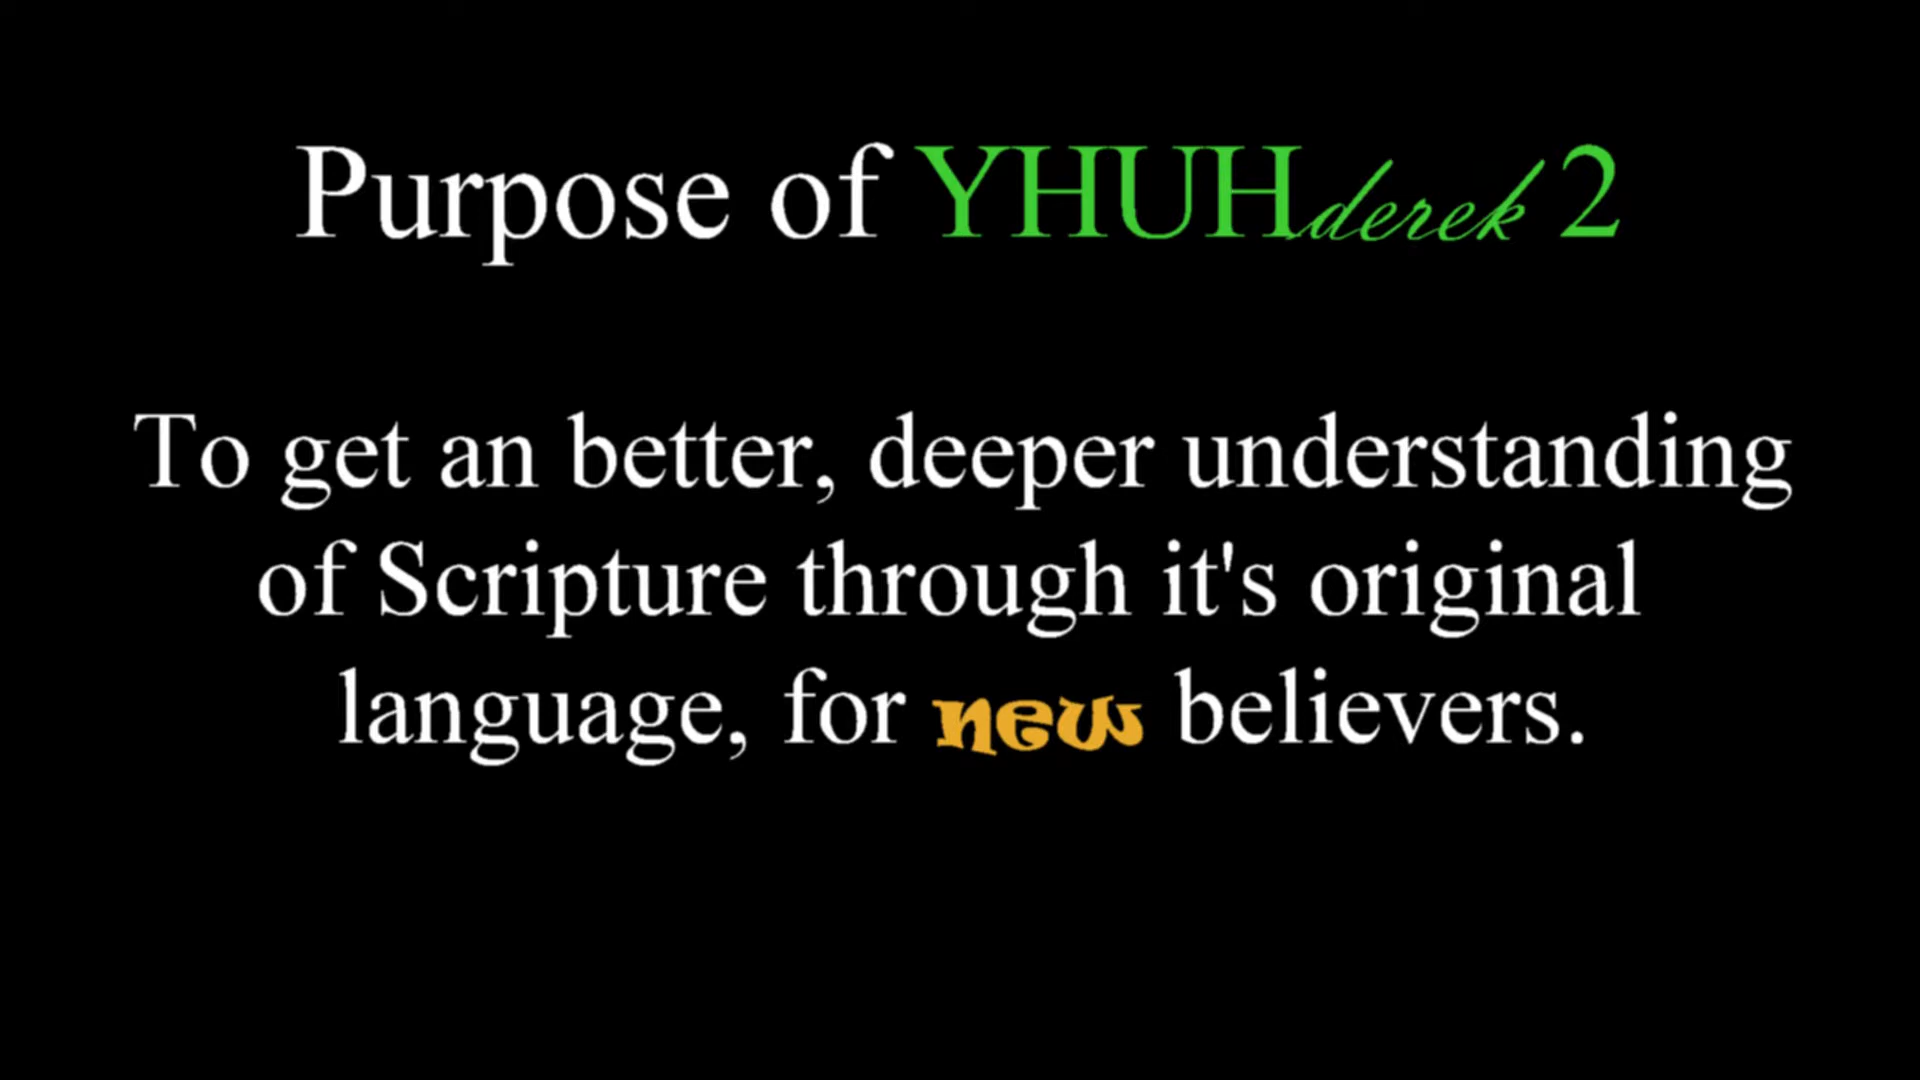 Purpose of YHUHderek 2
To get an better, deeper understanding
of Scripture through it's original
language, for new believers.